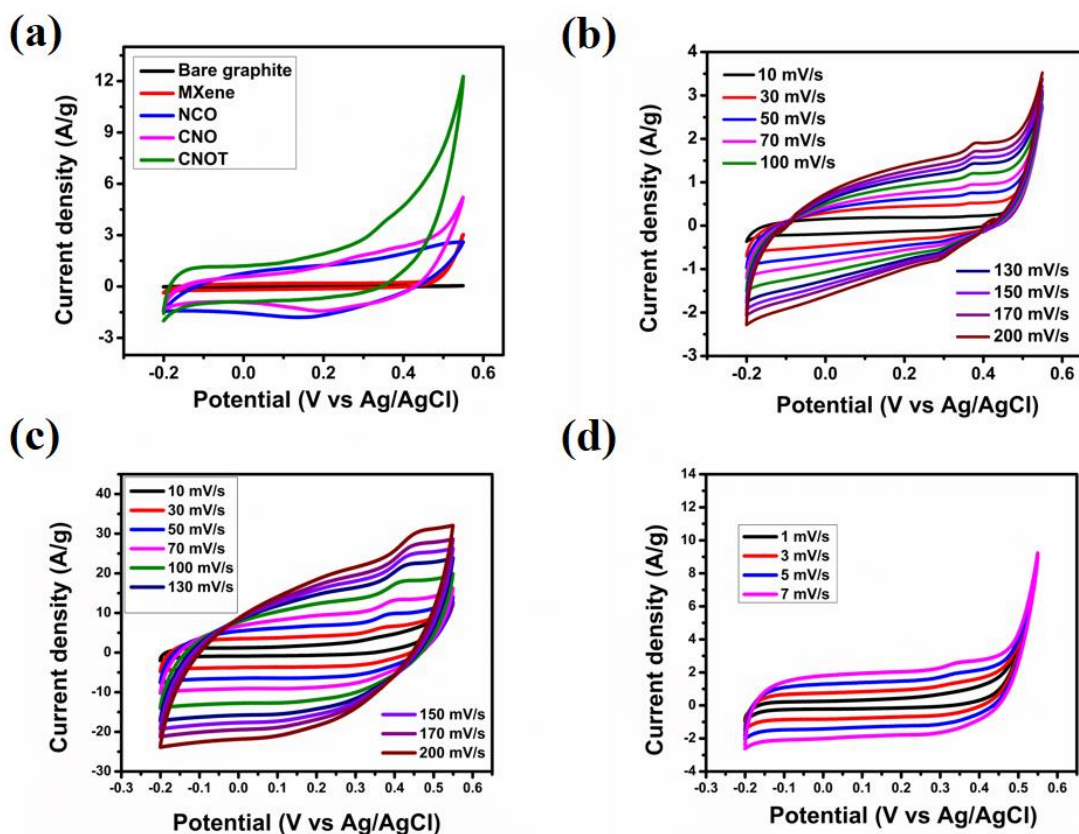 (a)
Current density (A/g)
12
9
6
3
0
-3
Bare graphite
MXene
NCO
CNO
CNOT
-0.2 0.0 0.2 0.4 0.6
Potential (V vs Ag/AgCl)
(b)
Current density (A/g)
4
3
2
1
0
-1
-2
-3
10 mV/s
30 mV/s
50 mV/s
70 mV/s
100 mV/s
130 mV/s
150 mV/s
170 mV/s
200 mV/s
-0.2 0.0 0.2 0.4 0.6
Potential (V vs Ag/AgCl)
(c)
Current density (A/g)
40
30
20
10
0
-10
-20
-30
10 mV/s
30 mV/s
50 mV/s
70 mV/s
100 mV/s
130 mV/s
150 mV/s
170 mV/s
200 mV/s
-0.3 -0.2 -0.1 0.0 0.1 0.2 0.3 0.4 0.5 0.6
Potential (V vs Ag/AgCl)
(d)
Current density (A/g)
14
12
10
8
6
4
2
0
-2
-4
1 mV/s
3 mV/s
5 mV/s
7 mV/s
-0.3 -0.2 -0.1 0.0 0.1 0.2 0.3 0.4 0.5 0.6
Potential (V vs Ag/AgCl)